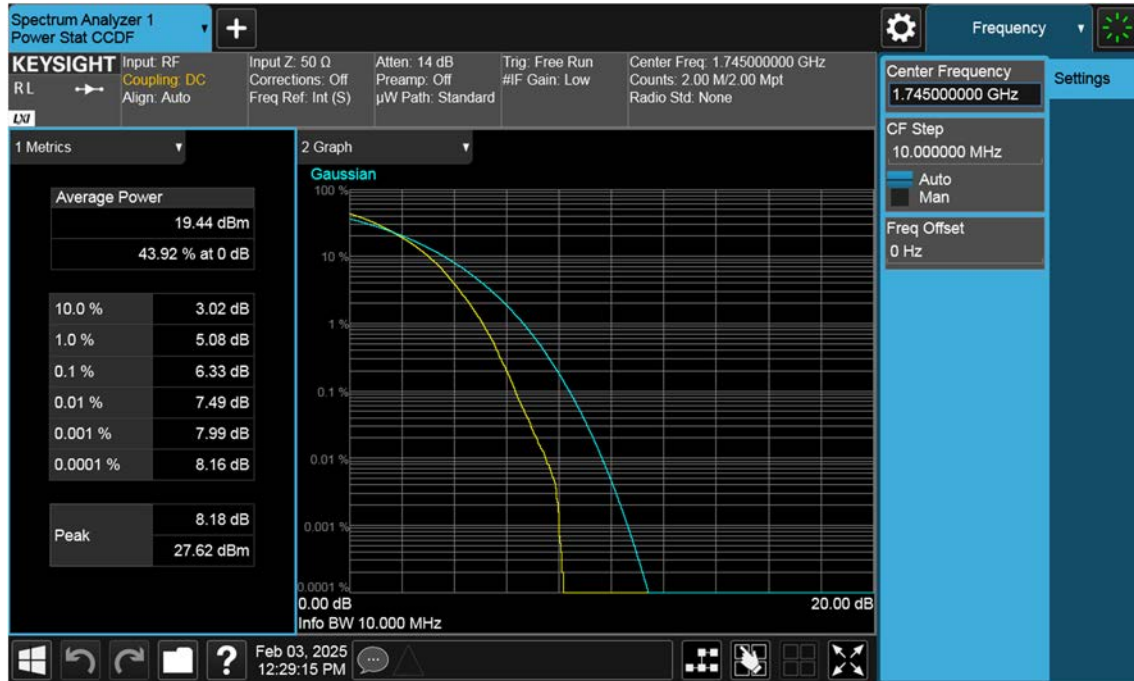 Spectrum Analyzer 1
Power Stat CCDF
Frequency
KEYSIGHT
R L
LXI
Input: RF
Coupling: DC
Align: Auto
Input Z: 50 Ω
Corrections: Off
Freq Ref: Int (S)
Atten: 14 dB
Preamp: Off
µW Path: Standard
Trig: Free Run
#IF Gain: Low
Center Freq: 1.745000000 GHz
Counts: 2.00 M/2.00 Mpt
Radio Std: None
Center Frequency
1.745000000 GHz
Settings
CF Step
10.000000 MHz
Auto
Man
Freq Offset
0 Hz
1 Metrics
Average Power
19.44 dBm
43.92 % at 0 dB
10.0 % 3.02 dB
1.0 % 5.08 dB
0.1 % 6.33 dB
0.01 % 7.49 dB
0.001 % 7.99 dB
0.0001 % 8.16 dB
Peak
8.18 dB
27.62 dBm
2 Graph
Gaussian
100 %
10 %
1 %
0.1 %
0.01 %
0.001 %
0.0001 %
0.00 dB 20.00 dB
Info BW 10.000 MHz
?
Feb 03, 2025
12:29:15 PM